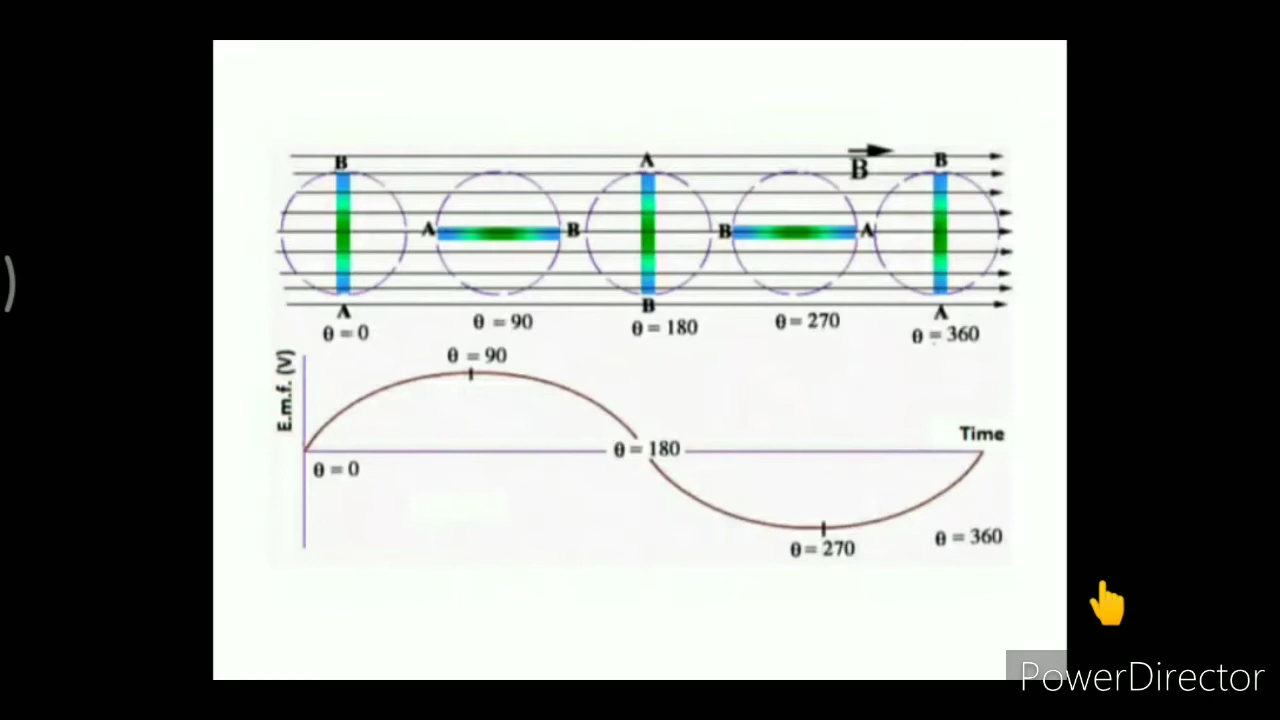 B
A
B
B
A
B
B
A
A
B
A
θ = 0
θ = 90
θ = 180
θ = 270
θ = 360
E.m.f. (V)
θ = 90
Time
θ = 180
θ = 0
θ = 360
θ = 270
PowerDirector